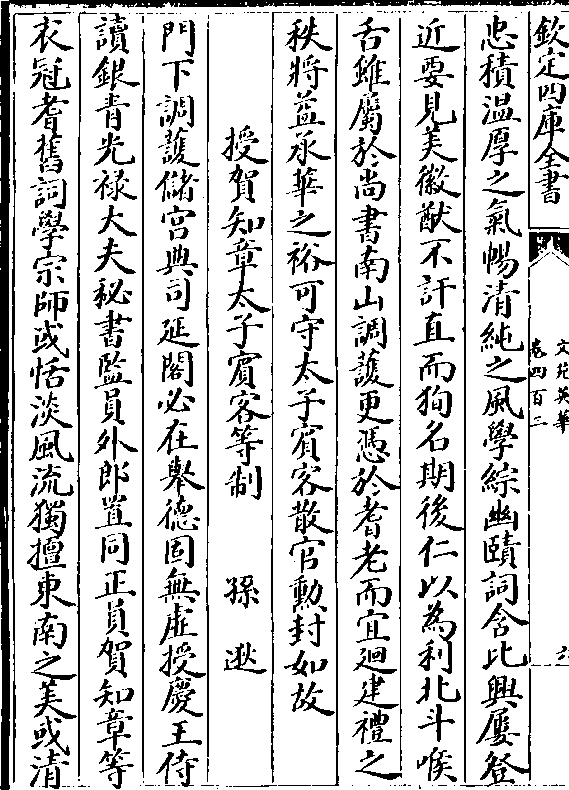 欽定四庫全書
文苑英華
卷四百二
忠積温厚之氣暢清純之風學綜幽賾詞含比興屢登
近要見美徽猷不訐直而狥名期後仁以為利北斗喉
舌雖屬於尚書南山調護更憑於耆老而宜廻建禮之
秩將益承華之裕可守太子賓客散官勲封如故
授賀知章太子賓客等制 孫逖
門下調護儲宫典司延閣必在舉德固無虚授慶王侍
讀銀青光禄大夫秘書監員外郎置同正員賀知章等
衣冠耆舊詞學宗師或恬淡風流獨擅東南之美或清